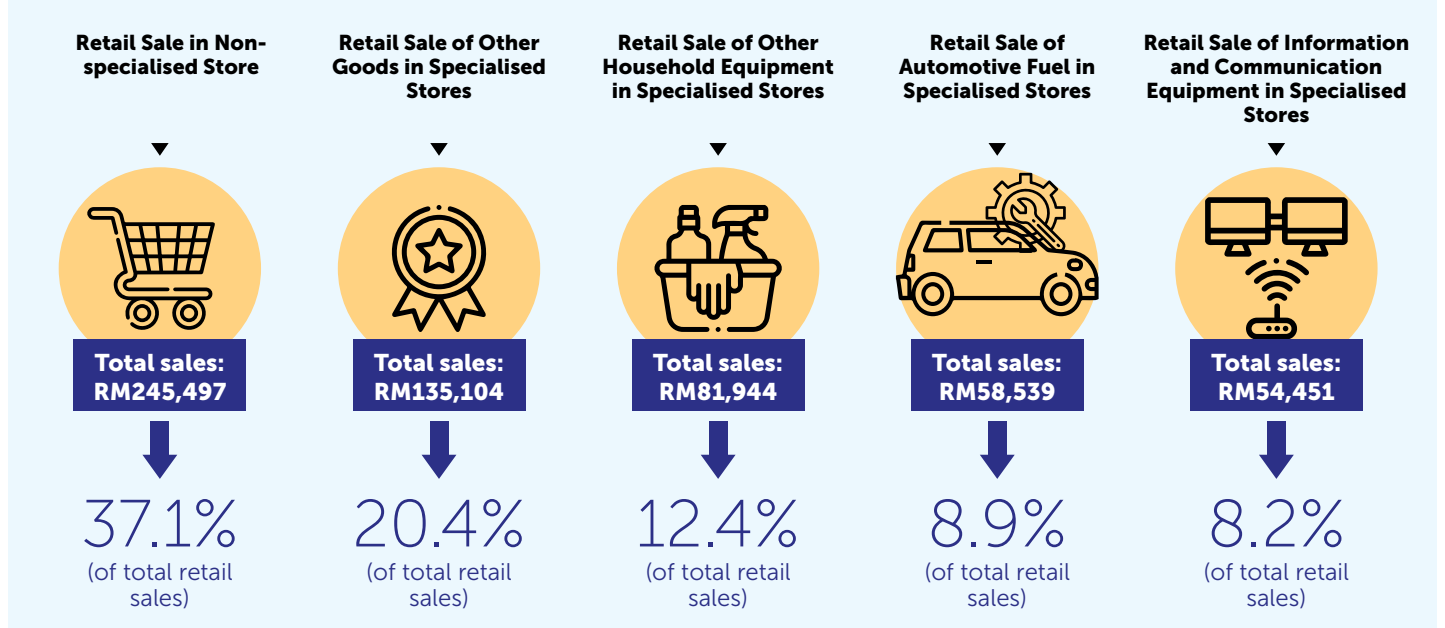 Retail Sale in Non-
specialised Store
Retail Sale of Other
Goods in Specialised
Stores
Retail Sale of Other
Household Equipment
in Specialised Stores
Retail Sale of
Automotive Fuel in
Specialised Stores
Retail Sale of Information
and Communication
Equipment in Specialised
Stores
Total sales:
RM245,497
Total sales:
RM135,104
Total sales:
RM81,944
Total sales:
RM58,539
Total sales:
RM54,451
37.1%
(of total retail
sales)
20.4%
(of total retail
sales)
12.4%
(of total retail
sales)
8.9%
(of total retail
sales)
8.2%
(of total retail
sales)